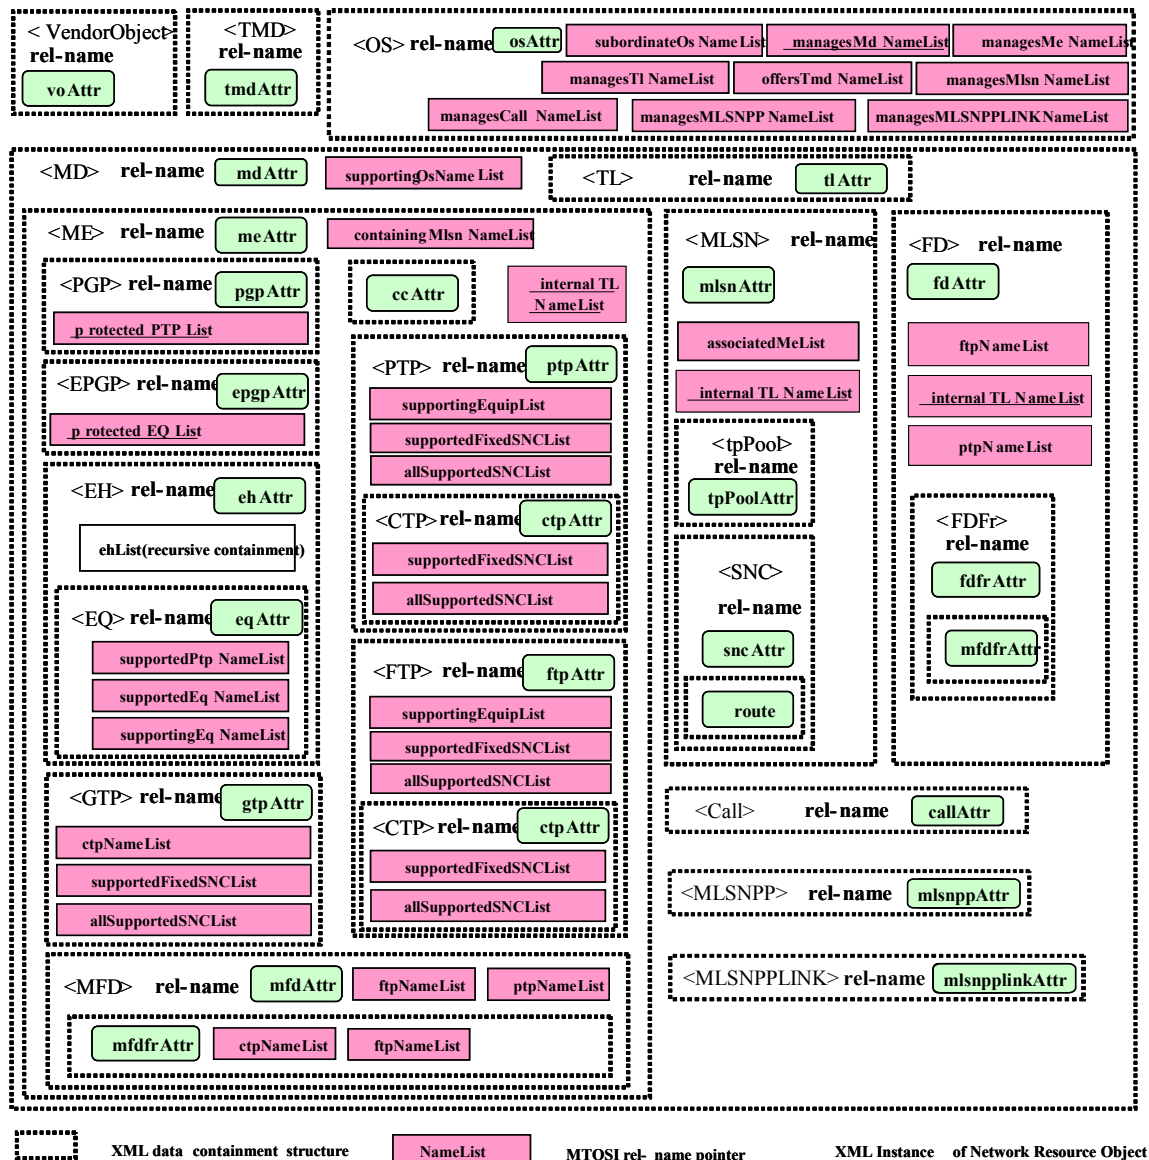 < VendorObject>
rel-name
voAttr
<TMD>
rel-name
tmdAttr
<OS> rel-name
osAttr
subordinateOs NameList
managesMd NameList
managesMe NameList
managesTl NameList
offersTmd NameList
managesMlsn NameList
managesCall NameList
managesMLSNPP NameList
managesMLSNPPLINK NameList
<MD> rel-name
mdAttr
supportingOsName List
<TL> rel-name
tlAttr
<ME> rel-name
meAttr
containing Mlsn NameList
<PGP> rel-name
pgpAttr
p rotected PTP List
ccAttr
internal TL
NameList
<EPGP> rel-name
epgpAttr
p rotected EQ List
<EH> rel-name
ehAttr
ehList(recursive containment)
<EQ> rel-name
eqAttr
supportedPtp NameList
supportedEq NameList
supportingEq NameList
<GTP> rel-name
gtpAttr
ctpNameList
supportedFixedSNCList
allSupportedSNCList
<PTP> rel-name
ptpAttr
supportingEquipList
supportedFixedSNCList
allSupportedSNCList
<CTP> rel-name
ctpAttr
supportedFixedSNCList
allSupportedSNCList
<FTP> rel-name
ftpAttr
supportingEquipList
supportedFixedSNCList
allSupportedSNCList
<CTP> rel-name
ctpAttr
supportedFixedSNCList
allSupportedSNCList
<MFD> rel-name
mfdAttr
ftpNameList
ptpNameList
mfdfrAttr
ctpNameList
ftpNameList
<MLSN> rel-name
mlsnAttr
associatedMeList
internal TL NameList
<tpPool>
rel-name
tpPoolAttr
<SNC>
rel-name
sncAttr
route
<FD> rel-name
fdAttr
ftpNameList
internal TL NameList
ptpNameList
<FDFr>
rel-name
fdfrAttr
mfdfrAttr
<Call> rel-name
callAttr
<MLSNPP> rel-name
mlsnppAttr
<MLSNPPLINK> rel-name
mlsnpplinkAttr
XML data containment structure
NameList
MTOSI rel- name pointer
XML Instance of Network Resource Object